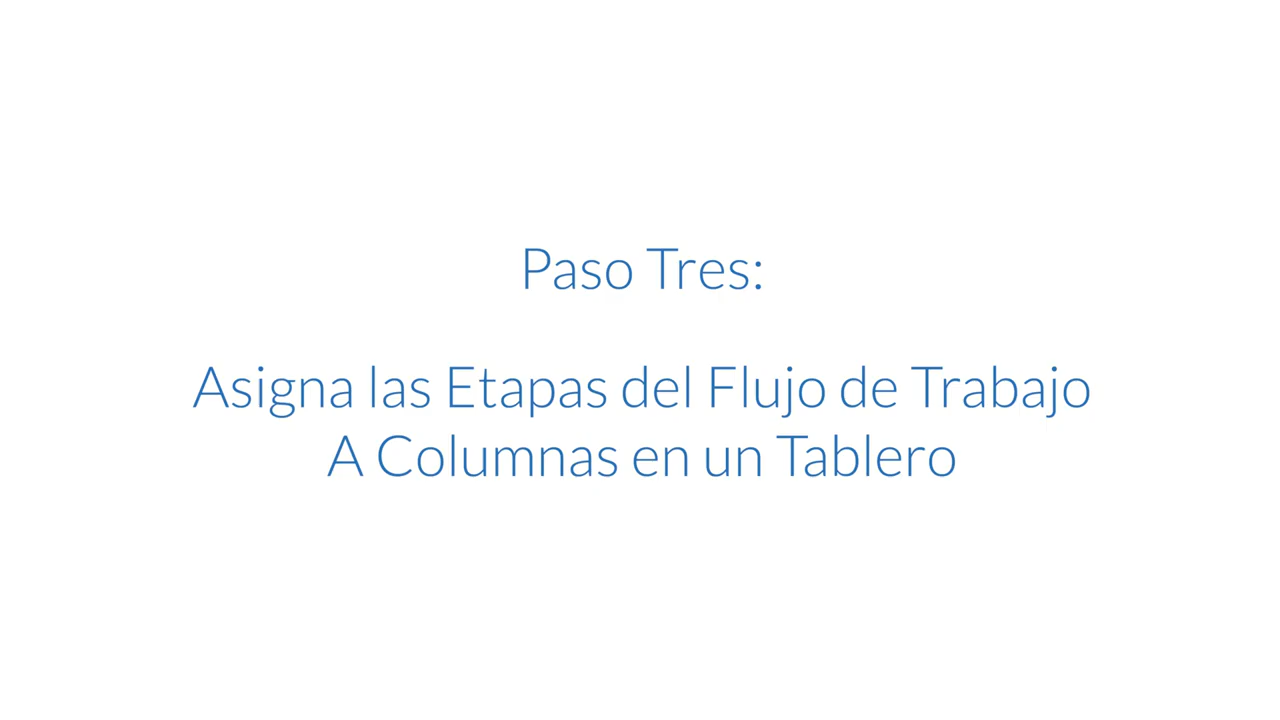 Paso Tres:
Asigna las Etapas del Flujo de Trabajo
A Columnas en un Tablero